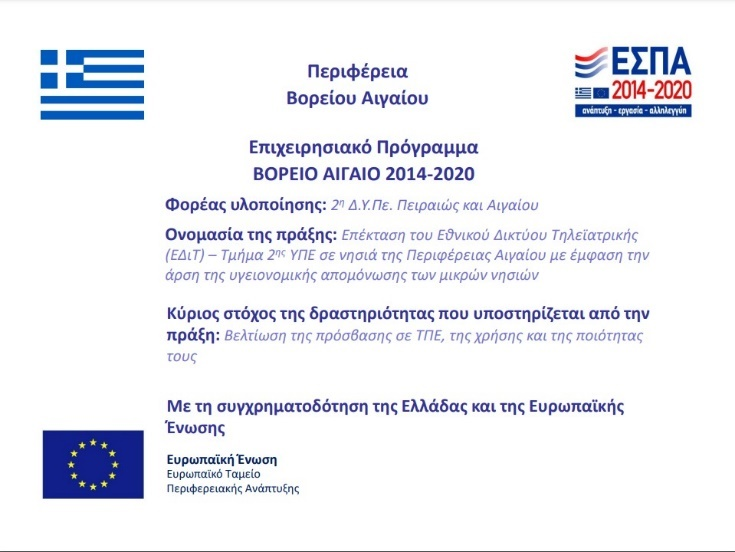 Περιφέρεια
Βορείου Αιγαίου
ΕΣΠΑ
2014-2020
ανάπτυξη - εργασία - αλληλεγγύη
Επιχειρησιακό Πρόγραμμα
ΒΟΡΕΙΟ ΑΙΓΑΙΟ 2014-2020
Φορέας υλοποίησης: 2η Δ.Υ.Πε. Πειραιώς και Αιγαίου
Ονομασία της πράξης: Επέκταση του Εθνικού Δικτύου Τηλεϊατρικής
(ΕΔιΤ) – Τμήμα 2ης ΥΠΕ σε νησιά της Περιφέρειας Αιγαίου με έμφαση την
άρση της υγειονομικής απομόνωσης των μικρών νησιών
Κύριος στόχος της δραστηριότητας που υποστηρίζεται από την
πράξη: Βελτίωση της πρόσβασης σε ΤΠΕ, της χρήσης και της ποιότητας
τους
Με τη συγχρηματοδότηση της Ελλάδας και της Ευρωπαϊκής
Ένωσης
Ευρωπαϊκή Ένωση
Ευρωπαϊκό Ταμείο
Περιφερειακής Ανάπτυξης